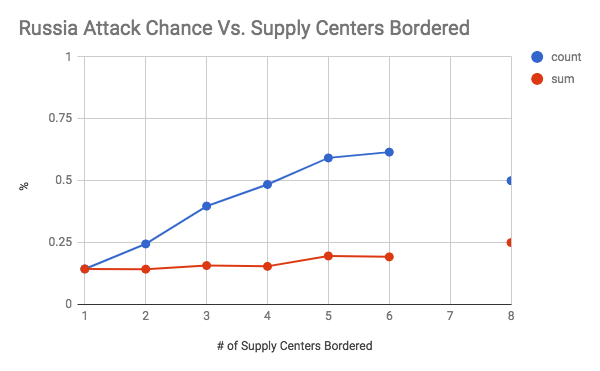 Russia Attack Chance Vs. Supply Centers Bordered
1
0.75
0.5
0.25
0
%
1 2 3 4 5 6 7 8
# of Supply Centers Bordered
count
sum